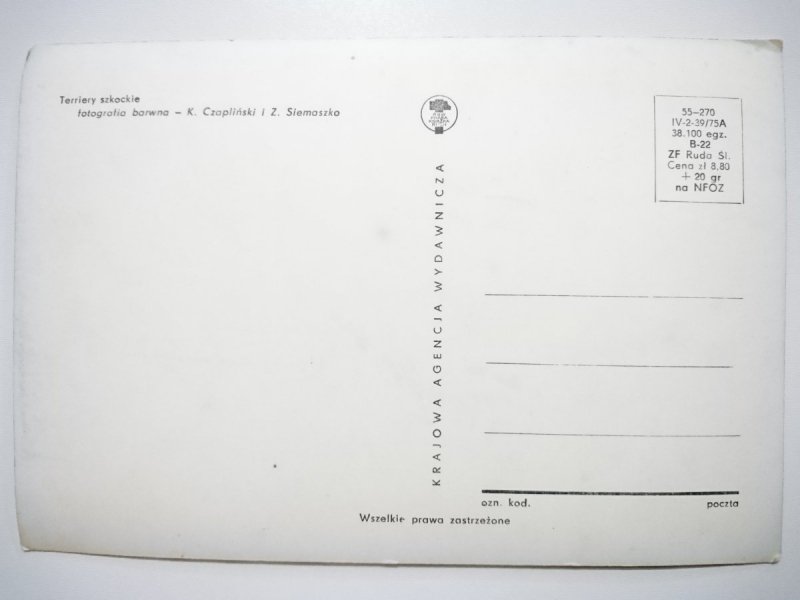 Terriery szkockie
fotografia barwna – K. Czapliński i Z. Siemaszko
KRAJOWA AGENCJA WYDAWNICZA
55–270
IV-2-39/75A
38.100 egz.
B-22
ZF Ruda Śl.
Cena zł 8,80
+ 20 gr
na NFOZ
ozn. kod. poczta
Wszelkie prawa zastrzeżone